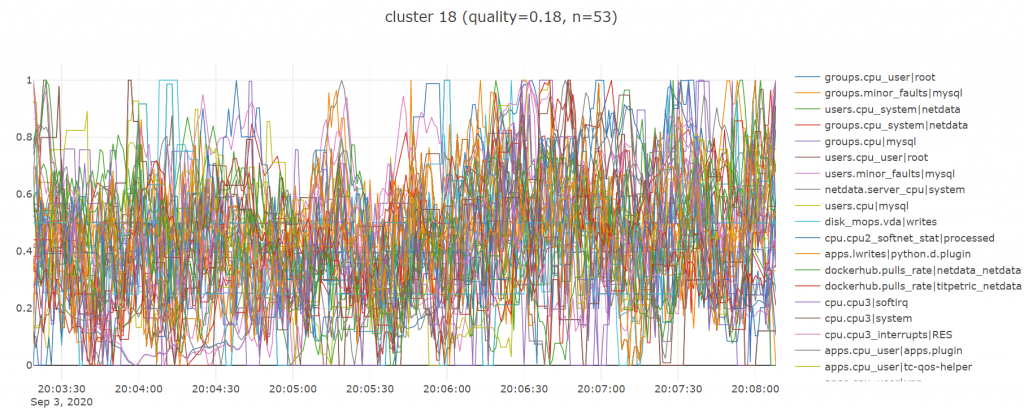 cluster 18 (quality=0.18, n=53)
1
0.8
0.6
0.4
0.2
0
20:03:30 20:04:00 20:04:30 20:05:00 20:05:30 20:06:00 20:06:30 20:07:00 20:07:30 20:08:00
Sep 3, 2020
groups.cpu_user|root
groups.minor_faults|mysql
users.cpu_system|netdata
groups.cpu_system|netdata
groups.cpu|mysql
users.cpu_user|root
users.minor_faults|mysql
netdata.server_cpu|system
users.cpu|mysql
disk_mops.vda|writes
cpu.cpu2_softnet_stat|processed
apps.lwrites|python.d.plugin
dockerhub.pulls_rate|netdata_netdata
dockerhub.pulls_rate|titpetric_netdata
cpu.cpu3|softirq
cpu.cpu3|system
cpu.cpu3_interrupts|RES
apps.cpu_user|apps.plugin
apps.cpu_user|tc-qos-helper